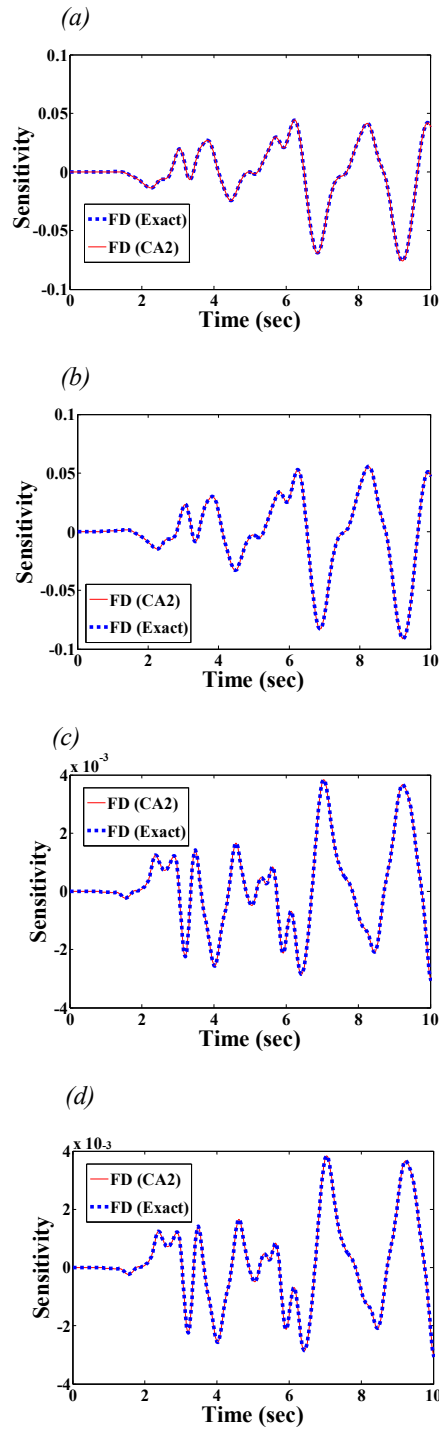 (a)
0.1
0.05
0
-0.05
-0.1
Sensitivity
FD (Exact)
FD (CA2)
0 2 4 6 8 10
Time (sec)
(b)
0.1
0.05
0
-0.05
-0.1
Sensitivity
FD (CA2)
FD (Exact)
0 2 4 6 8 10
Time (sec)
(c)
x 10-3
4
2
0
-2
-4
Sensitivity
FD (CA2)
FD (Exact)
0 2 4 6 8 10
Time (sec)
(d)
x 10-3
4
2
0
-2
-4
Sensitivity
FD (CA2)
FD (Exact)
0 2 4 6 8 10
Time (sec)